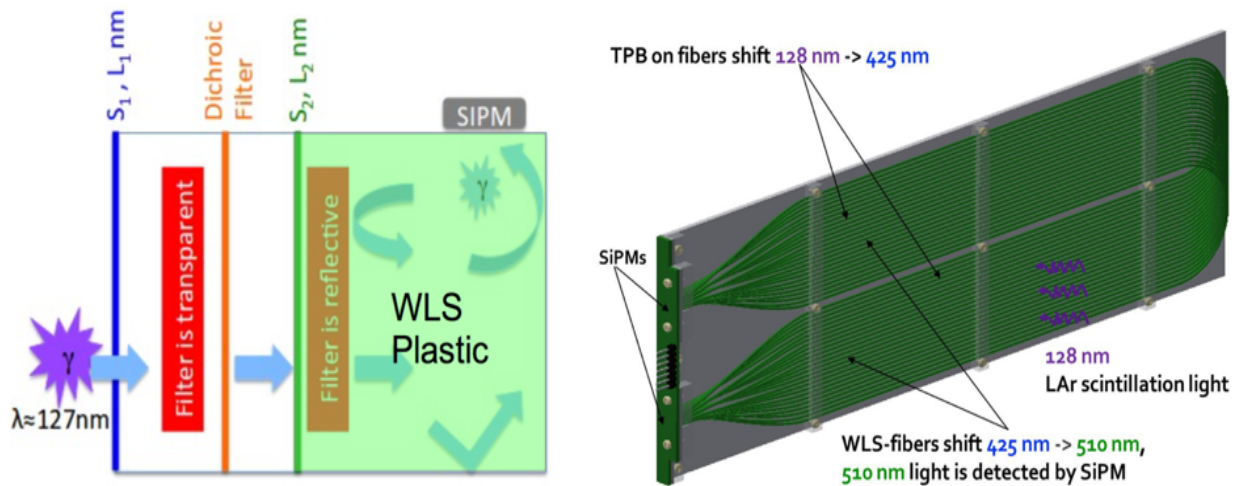 S₁ , L₁ nm
Dichroic
Filter
S₂, L₂ nm
SIPM
Filter is transparent
Filter is reflective
γ
WLS
Plastic
γ
λ≈127nm
TPB on fibers shift 128 nm -> 425 nm
SiPMs
128 nm
LAr scintillation light
WLS-fibers shift 425 nm -> 510 nm,
510 nm light is detected by SiPM